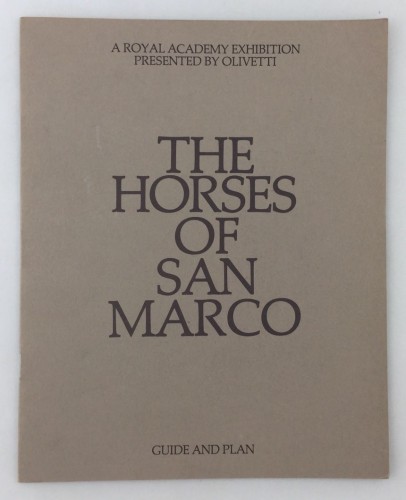 A ROYAL ACADEMY EXHIBITION
PRESENTED BY OLIVETTI
THE
HORSES
OF
SAN
MARCO
GUIDE AND PLAN